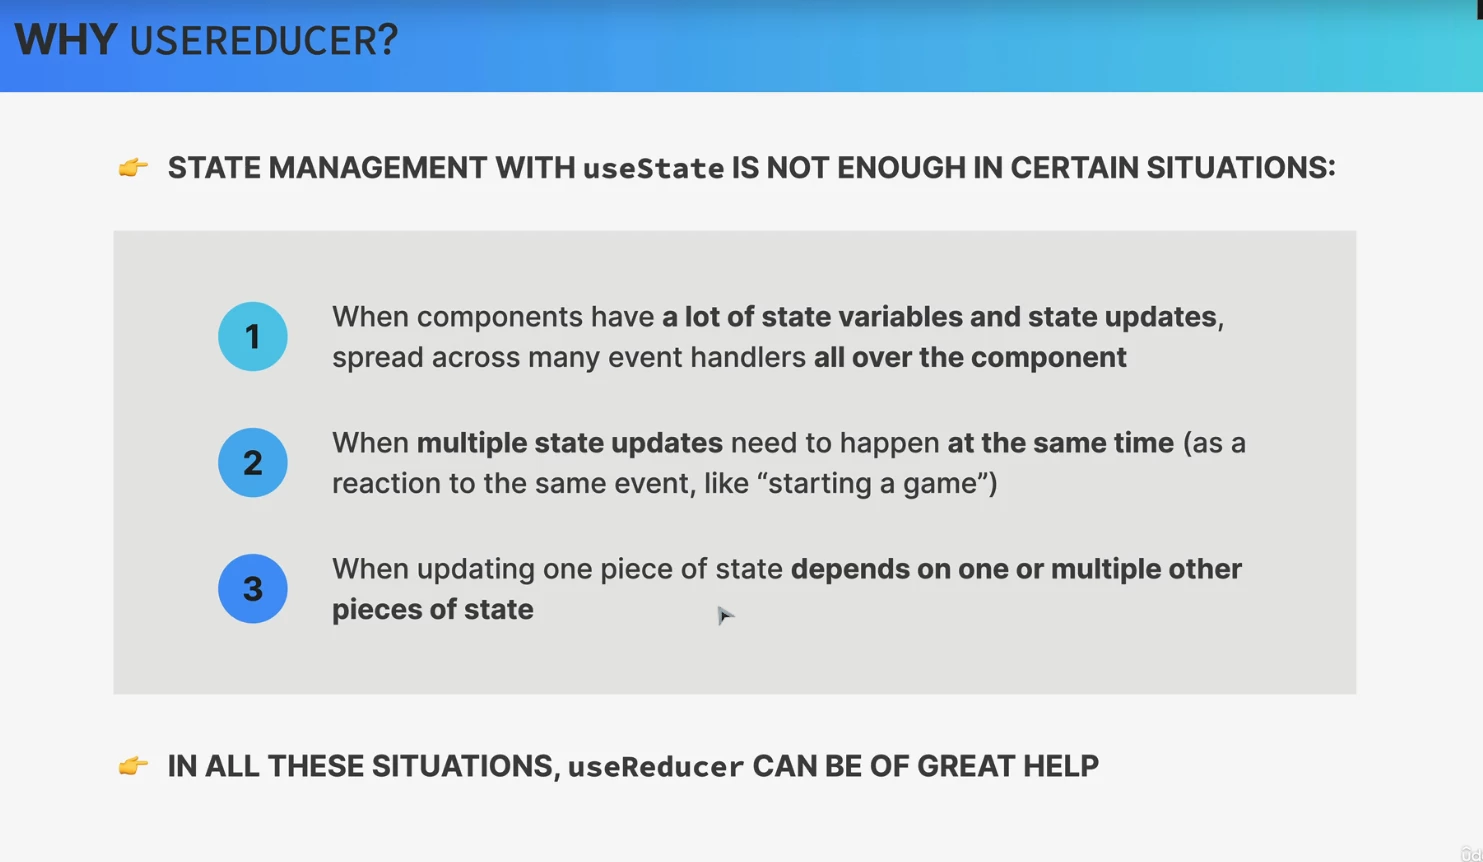 WHY USEREDUCER?
👉 STATE MANAGEMENT WITH useState IS NOT ENOUGH IN CERTAIN SITUATIONS:
1
When components have a lot of state variables and state updates,
spread across many event handlers all over the component
2
When multiple state updates need to happen at the same time (as a
reaction to the same event, like “starting a game”)
3
When updating one piece of state depends on one or multiple other
pieces of state
👉 IN ALL THESE SITUATIONS, useReducer CAN BE OF GREAT HELP